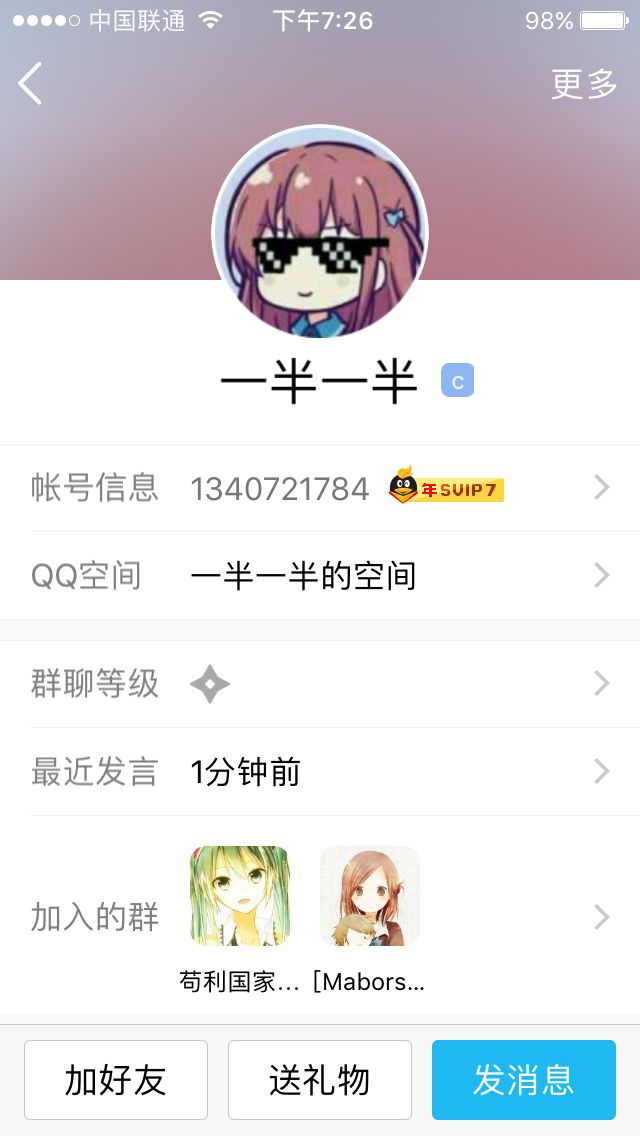 中国联通 下午7:26 98%
更多
一半一半 c
帐号信息 1340721784 年SVIP7
QQ空间 一半一半的空间
群聊等级
最近发言 1分钟前
加入的群
苟利国家... [Mabors...
加好友 送礼物 发消息